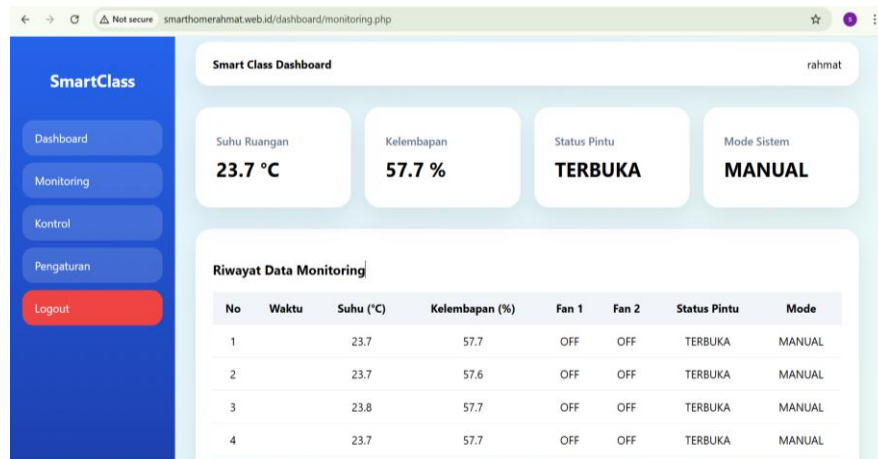 Not secure smarthomerahmat.web.id/dashboard/monitoring.php S
SmartClass
Dashboard
Monitoring
Kontrol
Pengaturan
Logout
Smart Class Dashboard rahmat
Suhu Ruangan Kelembapan Status Pintu Mode Sistem
23.7 °C 57.7 % TERBUKA MANUAL
Riwayat Data Monitoring
No Waktu Suhu (°C) Kelembapan (%) Fan 1 Fan 2 Status Pintu Mode
1 23.7 57.7 OFF OFF TERBUKA MANUAL
2 23.7 57.6 OFF OFF TERBUKA MANUAL
3 23.8 57.7 OFF OFF TERBUKA MANUAL
4 23.7 57.7 OFF OFF TERBUKA MANUAL